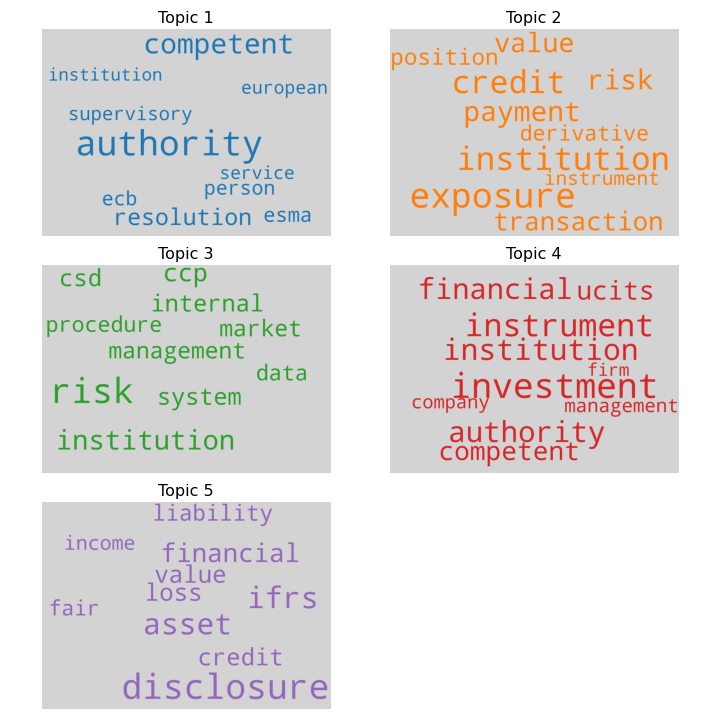 Topic 1
competent
institution
european
supervisory
authority
service
person
ecb
resolution esma
Topic 2
value
position
credit risk
payment
derivative
institution
instrument
exposure
transaction
Topic 3
csd ccp
internal
procedure market
management
data
risk system
institution
Topic 4
financial ucits
instrument
institution
firm
investment
company management
authority
competent
Topic 5
liability
income
financial
value
loss ifrs
fair
asset
credit
disclosure